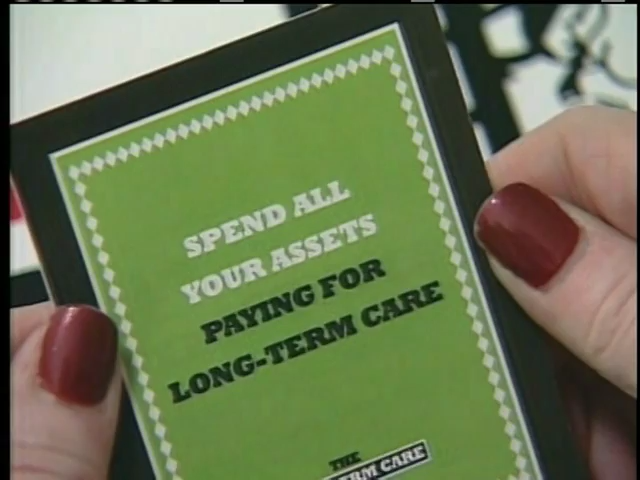 SPEND ALL
YOUR ASSETS
PAYING FOR
LONG-TERM CARE
THE
TERM CARE